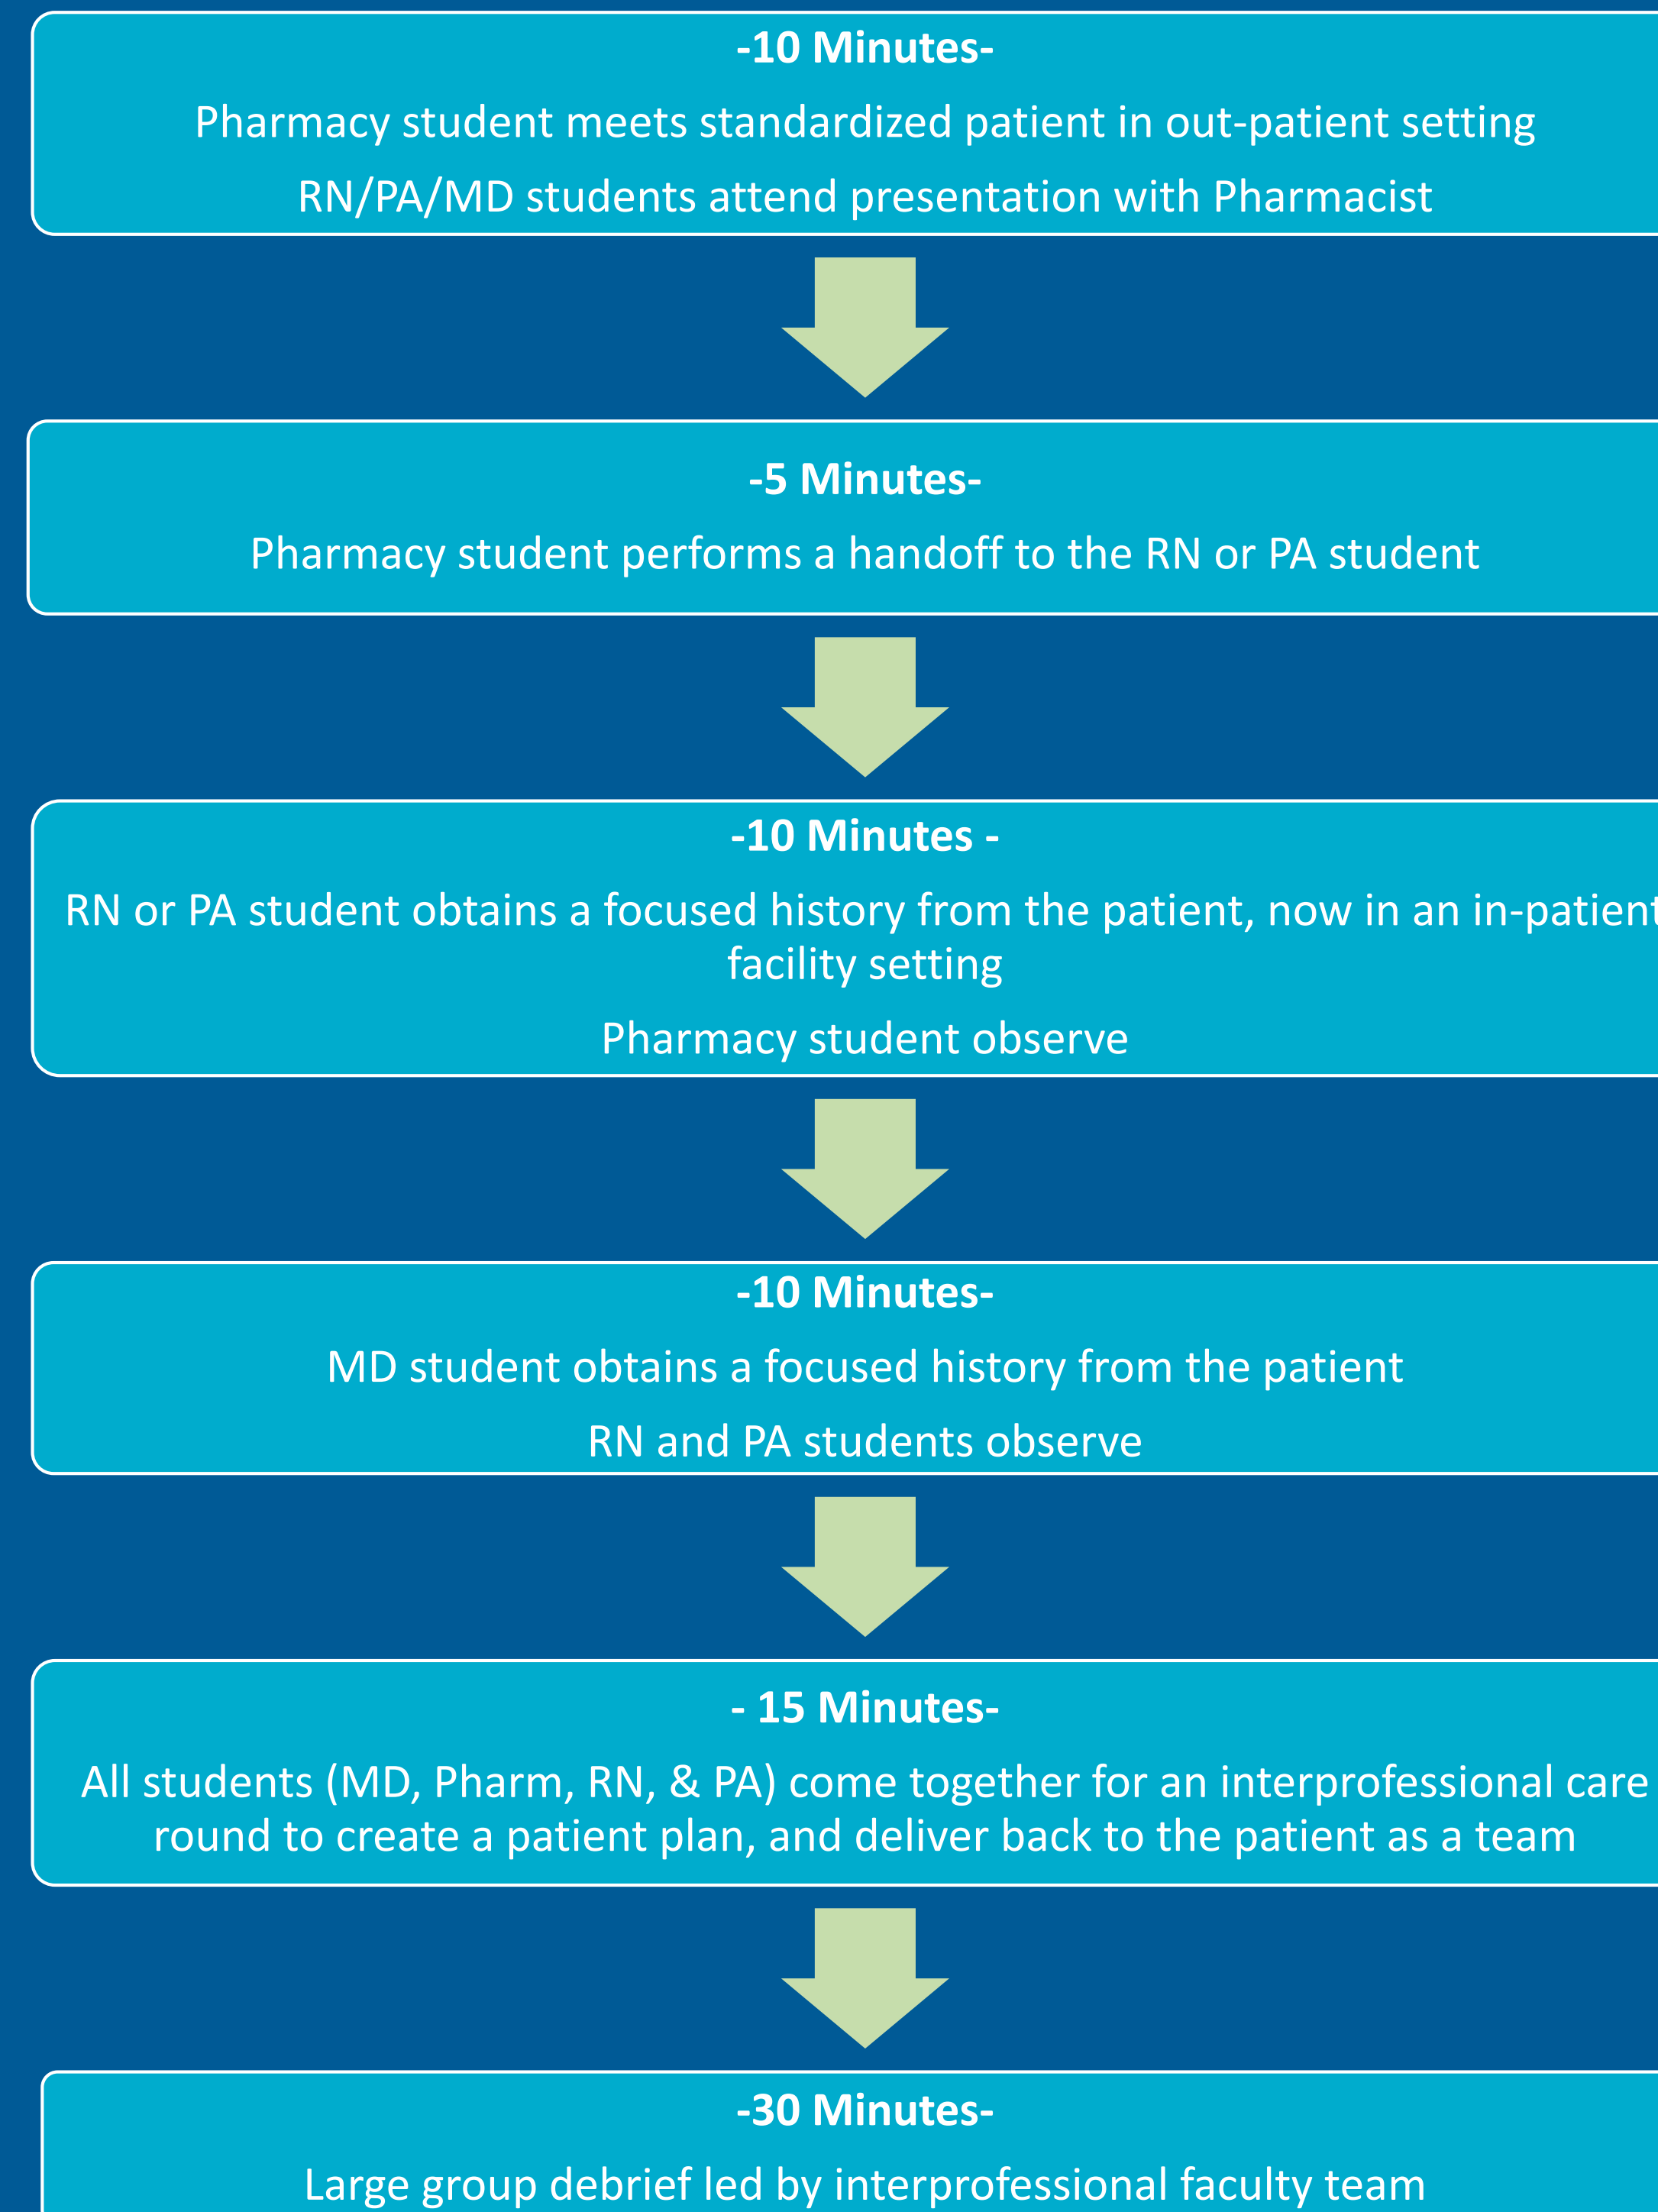 -10 Minutes-
Pharmacy student meets standardized patient in out-patient setting
RN/PA/MD students attend presentation with Pharmacist
-5 Minutes-
Pharmacy student performs a handoff to the RN or PA student
-10 Minutes -
RN or PA student obtains a focused history from the patient, now in an in-patient
facility setting
Pharmacy student observe
-10 Minutes-
MD student obtains a focused history from the patient
RN and PA students observe
- 15 Minutes-
All students (MD, Pharm, RN, & PA) come together for an interprofessional care
round to create a patient plan, and deliver back to the patient as a team
-30 Minutes-
Large group debrief led by interprofessional faculty team